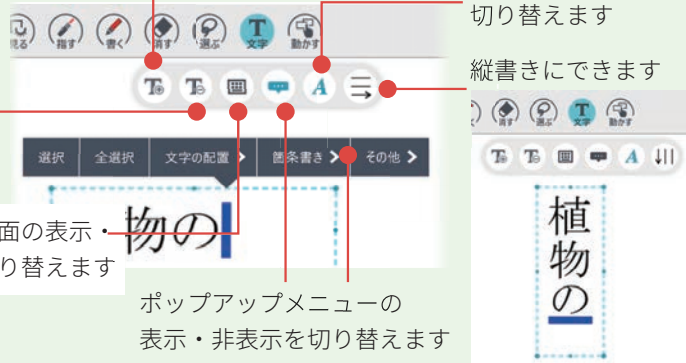 見る 指す 書く 消す 選ぶ 文字 動かす
切り替えます
縦書きにできます
T T A
選択 全選択 文字の配置 箇条書き その他
物の
面の表示・
り替えます
ポップアップメニューの
表示・非表示を切り替えます
消す 選ぶ 文字 動かす
T T A
植物の